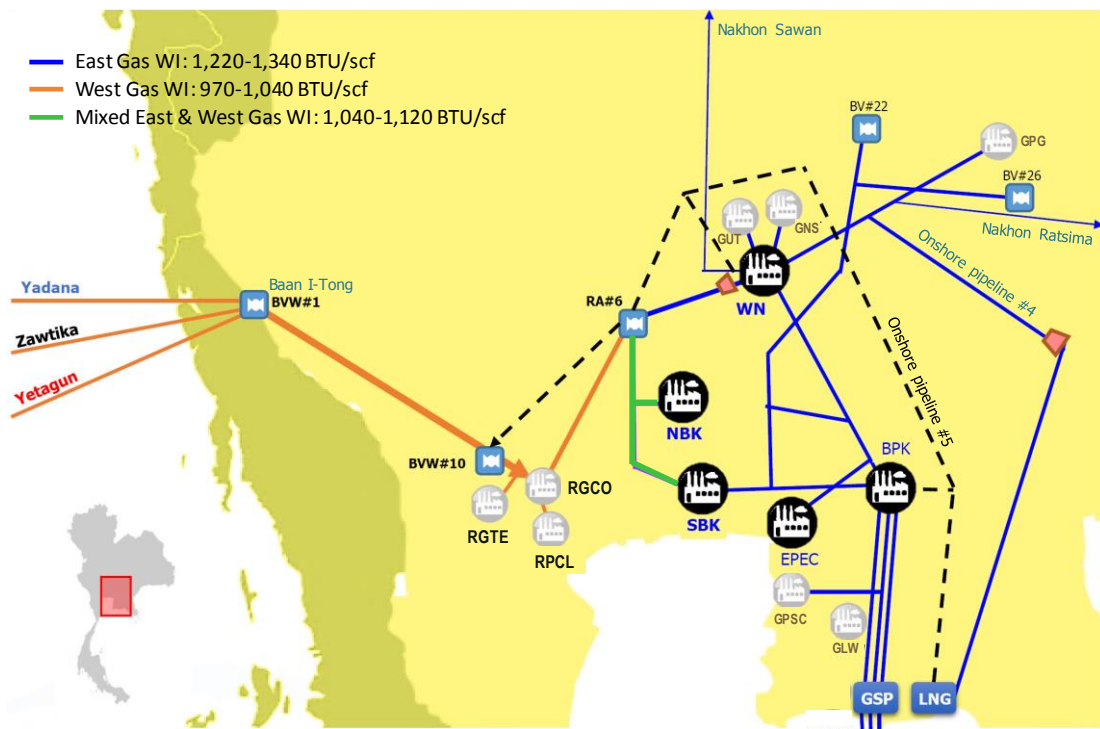 East Gas WI: 1,220-1,340 BTU/scf
West Gas WI: 970-1,040 BTU/scf
Mixed East & West Gas WI: 1,040-1,120 BTU/scf
Nakhon Sawan
BV#22
GPG
BV#26
Nakhon Ratsima
GUT
GNS
WN
Onshore pipeline #4
Yadana
Baan I-Tong
BVW#1
Zawtika
Yetagun
RA#6
Onshore pipeline #5
NBK
BVW#10
RGCO
RGTE
RPCL
SBK
BPK
EPEC
GPSC
GLW
GSP
LNG